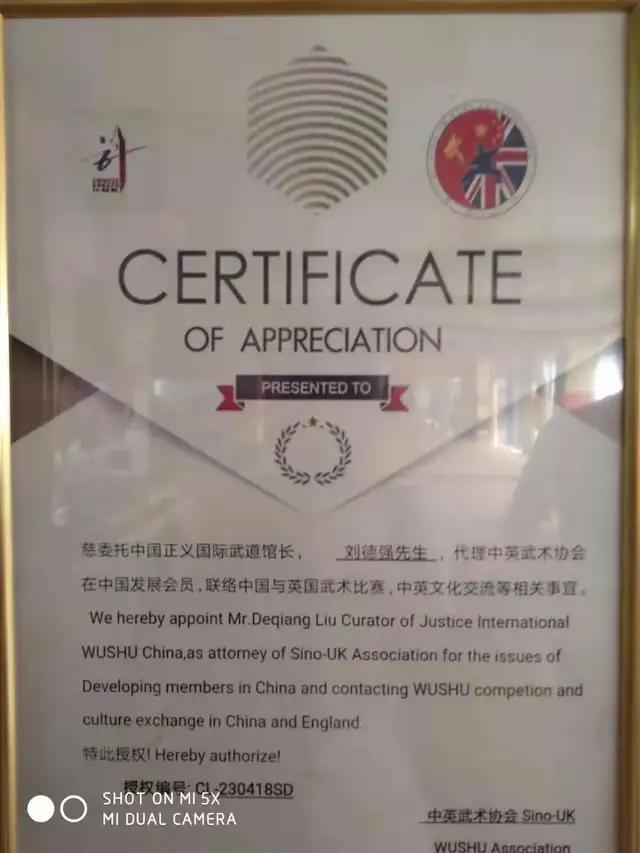 CERTIFICATE
OF APPRECIATION
PRESENTED TO
慈委托中国正义国际武道馆长， 刘德强先生 ，代理中英武术协会
在中国发展会员，联络中国与英国武术比赛，中英文化交流等相关事宜。
We hereby appoint Mr.Deqiang Liu Curator of Justice International
WUSHU China,as attorney of Sino-UK Association for the issues of
Developing members in China and contacting WUSHU competion and
culture exchange in China and England.
特此授权! Hereby authorize!
授权编号: CL-230418SD
中英武术协会 Sino-UK
WUSHU Association
SHOT ON MI 5X
MI DUAL CAMERA